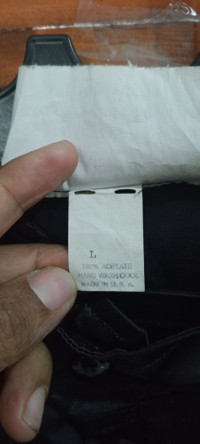 L
100% ACETATE
HAND WASH,COOL
MADE IN U.S.A.